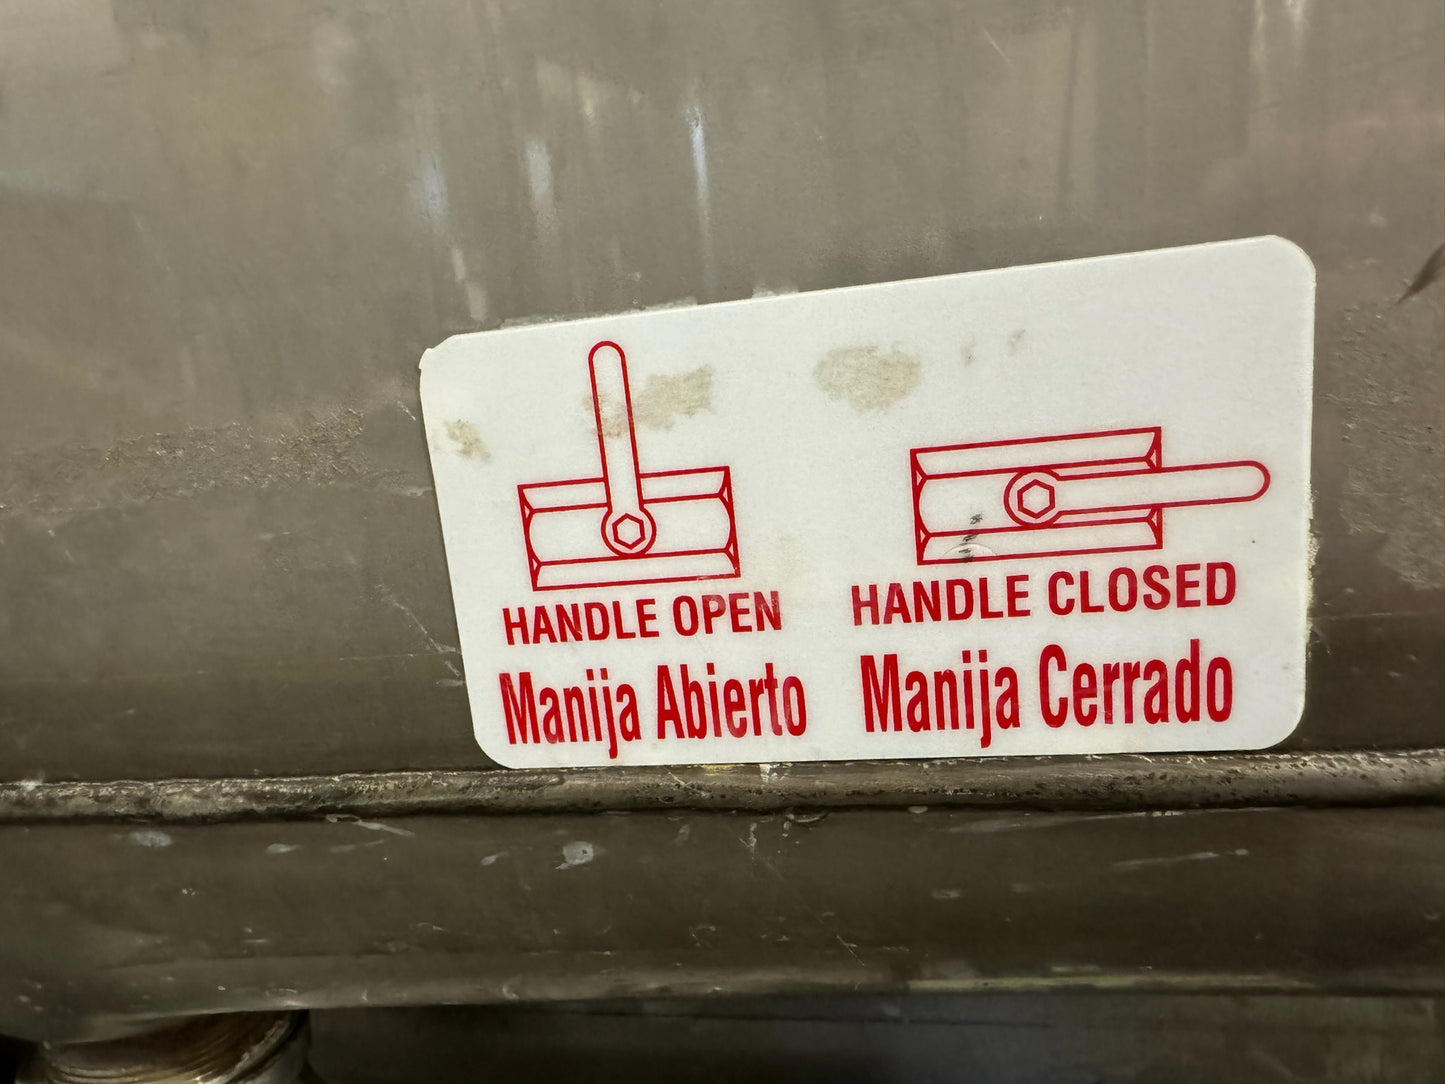 HANDLE OPEN
Manija Abierto
HANDLE CLOSED
Manija Cerrado